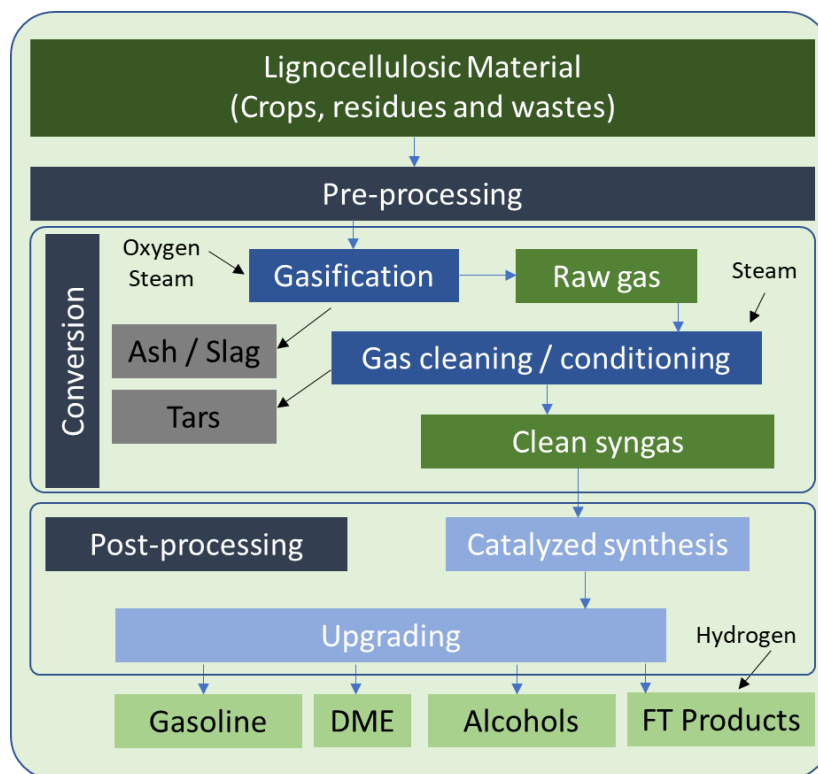 Lignocellulosic Material
(Crops, residues and wastes)
Pre-processing
Conversion
Oxygen
Steam
Gasification
Raw gas
Steam
Ash / Slag
Gas cleaning / conditioning
Tars
Clean syngas
Post-processing
Catalyzed synthesis
Upgrading
Hydrogen
Gasoline
DME
Alcohols
FT Products